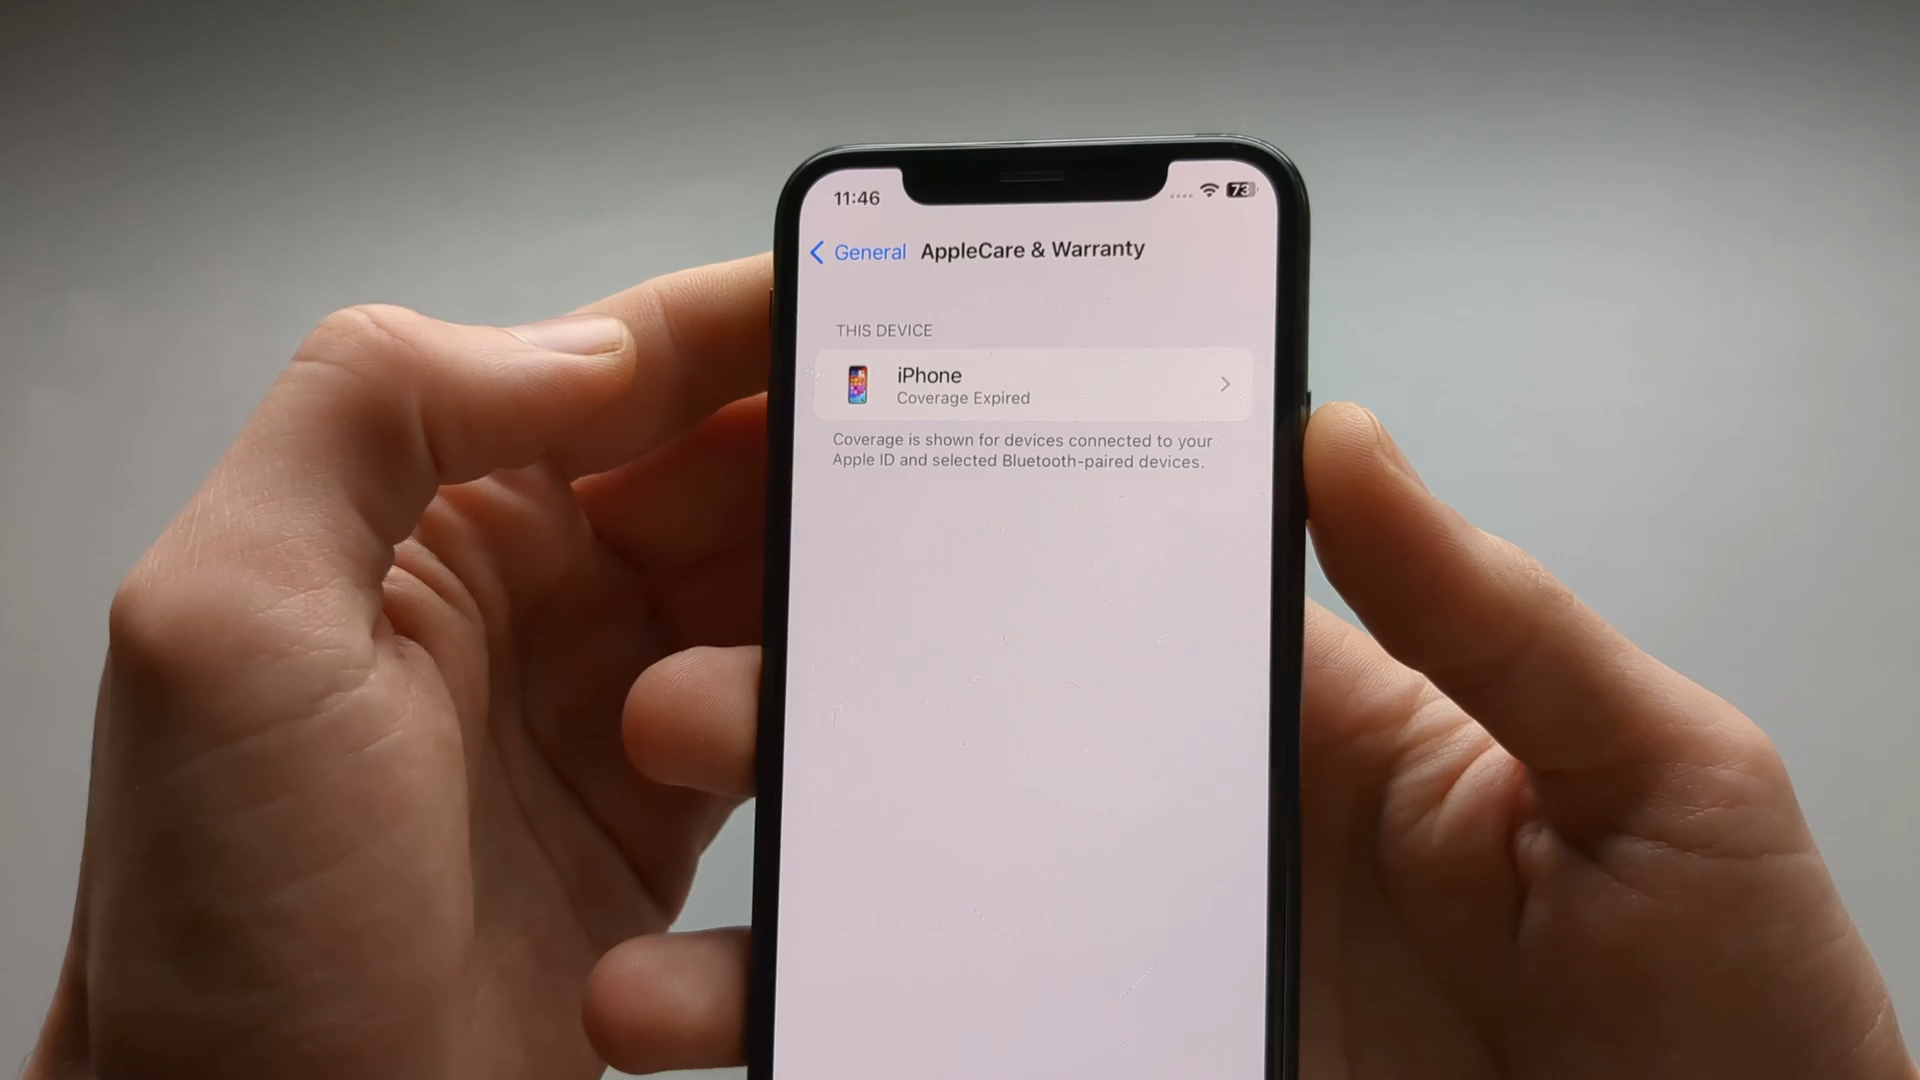 11:46
73
General AppleCare & Warranty
THIS DEVICE
iPhone
Coverage Expired
Coverage is shown for devices connected to your
Apple ID and selected Bluetooth-paired devices.